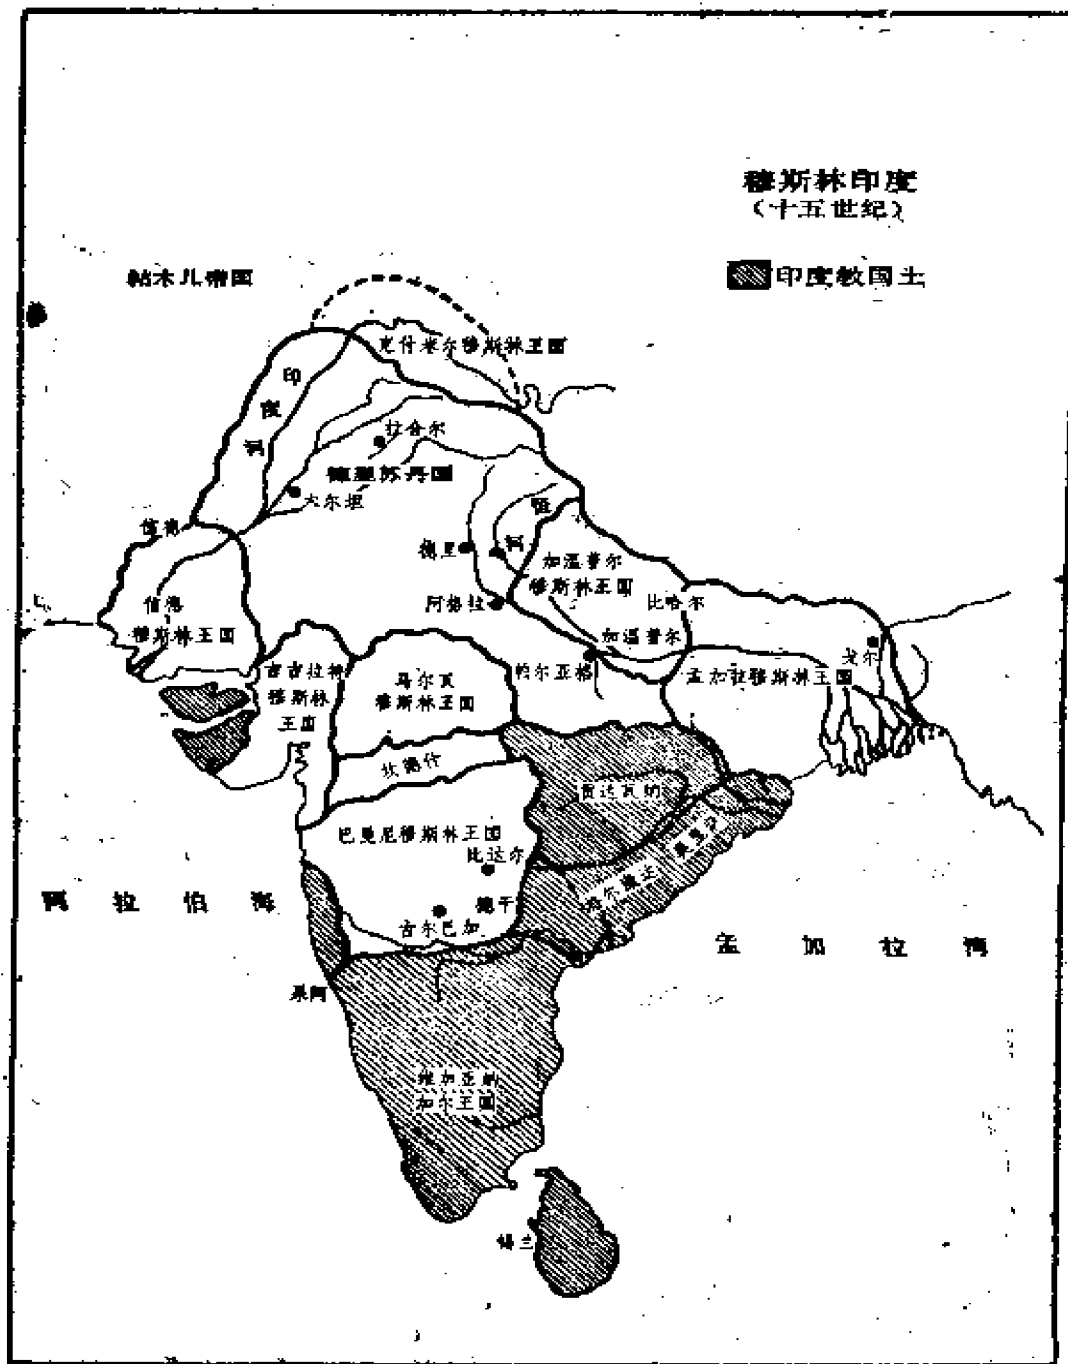 穆斯林印度
(十五世纪)
印度教国土
帖木儿帝国
克什米尔穆斯林王国
印
度
河
拉合尔
德里苏丹国
木尔坦
信德
德里
恒
河
加温普尔
穆斯林王国
阿格拉
比哈尔
信德
穆斯林王国
加温普尔
戈尔
帕尔亚格
孟加拉穆斯林王国
古吉拉特
穆斯林
王国
马尔瓦
穆斯林王国
坎德什
贡达瓦纳
巴曼尼穆斯林王国
比达尔
奥里萨
德干
古尔巴加
阿拉伯海
孟加拉湾
果阿
维加亚纳
加尔王国
锡兰